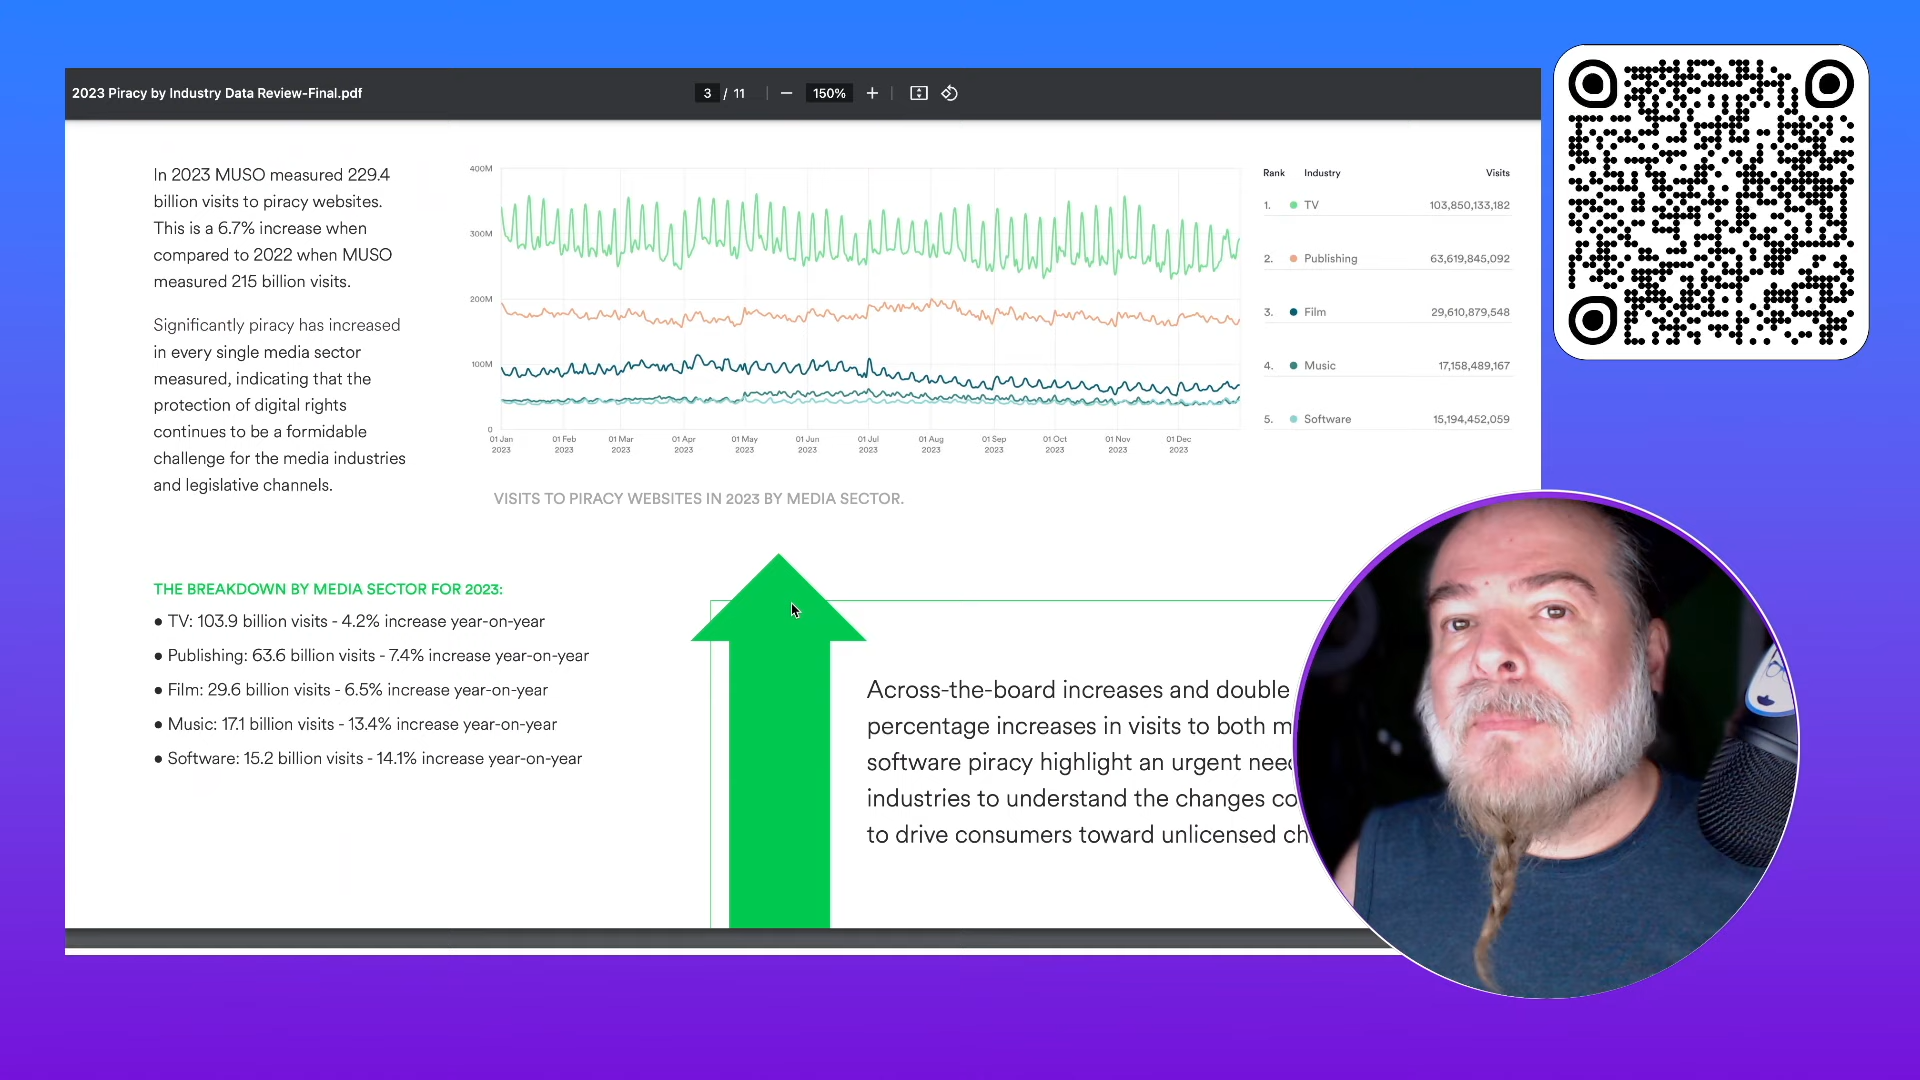 2023 Piracy by Industry Data Review-Final.pdf
3 / 11
150%
In 2023 MUSO measured 229.4
billion visits to piracy websites.
This is a 6.7% increase when
compared to 2022 when MUSO
measured 215 billion visits.
Significantly piracy has increased
in every single media sector
measured, indicating that the
protection of digital rights
continues to be a formidable
challenge for the media industries
and legislative channels.
400M
300M
200M
100M
0
01 Jan 01 Feb 01 Mar 01 Apr 01 May 01 Jun 01 Jul 01 Aug 01 Sep 01 Oct 01 Nov 01 Dec
2023 2023 2023 2023 2023 2023 2023 2023 2023 2023 2023 2023
VISITS TO PIRACY WEBSITES IN 2023 BY MEDIA SECTOR.
Rank Industry Visits
1. TV 103,850,133,182
2. Publishing 63,619,845,092
3. Film 29,610,879,548
4. Music 17,158,489,167
5. Software 15,194,452,059
THE BREAKDOWN BY MEDIA SECTOR FOR 2023:
● TV: 103.9 billion visits - 4.2% increase year-on-year
● Publishing: 63.6 billion visits - 7.4% increase year-on-year
● Film: 29.6 billion visits - 6.5% increase year-on-year
● Music: 17.1 billion visits - 13.4% increase year-on-year
● Software: 15.2 billion visits - 14.1% increase year-on-year
Across-the-board increases and double
percentage increases in visits to both m
software piracy highlight an urgent nee
industries to understand the changes co
to drive consumers toward unlicensed ch